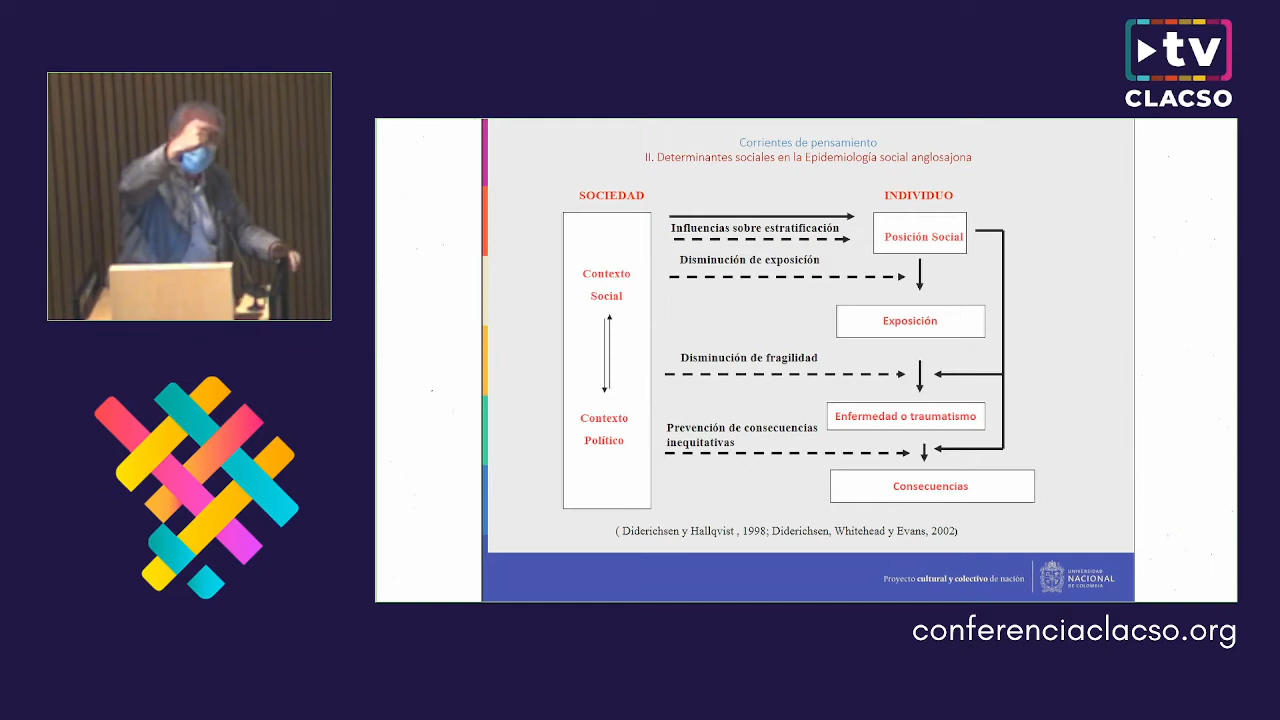 tv
CLACSO
Corrientes de pensamiento
II. Determinantes sociales en la Epidemiología social anglosajona
SOCIEDAD
INDIVIDUO
Influencias sobre estratificación
Posición Social
Disminución de exposición
Contexto
Social
Exposición
Disminución de fragilidad
Contexto
Político
Enfermedad o traumatismo
Prevención de consecuencias
inequitativas
Consecuencias
( Diderichsen y Hallqvist , 1998; Diderichsen, Whitehead y Evans, 2002)
Proyecto cultural y colectivo de nación
UNIVERSIDAD
NACIONAL
DE COLOMBIA
conferenciaclacso.org